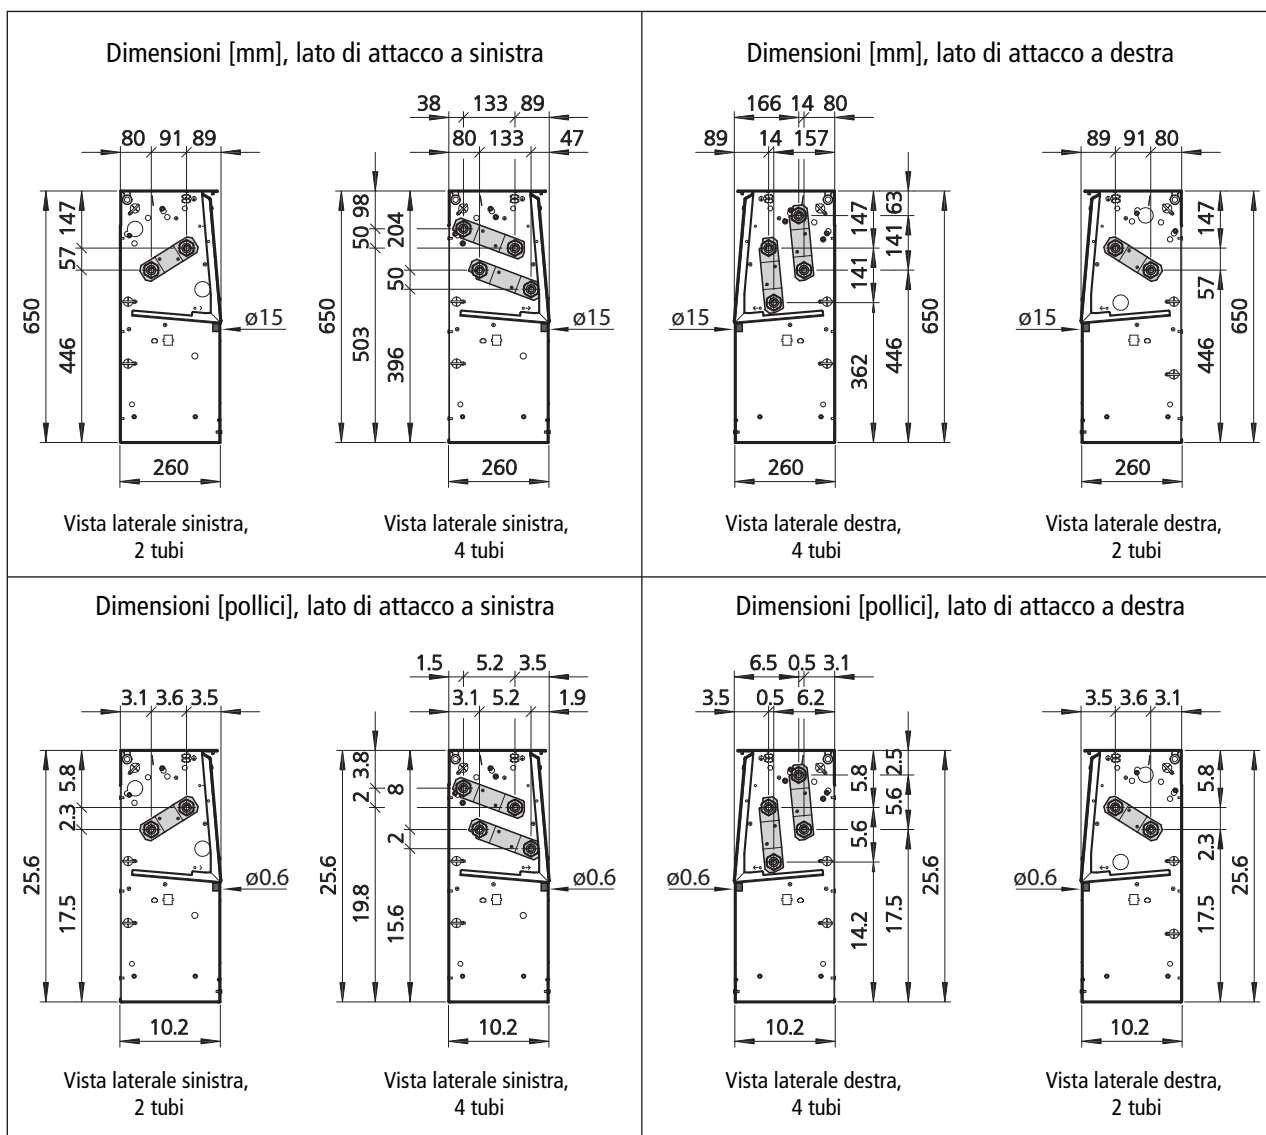 Dimensioni [mm], lato di attacco a sinistra
38 133 89
80 91 89
80 133 47
650
147
57
446
ø15
260
650
98
50
503
204
50
396
ø15
260
Vista laterale sinistra,
2 tubi
Vista laterale sinistra,
4 tubi
Dimensioni [mm], lato di attacco a destra
166 14 80
89 14 157
89 91 80
ø15
147
141
362
63
141
446
650
260
ø15
147
57
446
650
260
Vista laterale destra,
4 tubi
Vista laterale destra,
2 tubi
Dimensioni [pollici], lato di attacco a sinistra
1.5 5.2 3.5
3.1 3.6 3.5
3.1 5.2 1.9
25.6
5.8
2.3
17.5
ø0.6
10.2
25.6
3.8
2
19.8
8
2
15.6
ø0.6
10.2
Vista laterale sinistra,
2 tubi
Vista laterale sinistra,
4 tubi
Dimensioni [pollici], lato di attacco a destra
6.5 0.5 3.1
3.5 0.5 6.2
3.5 3.6 3.1
ø0.6
5.8
5.6
14.2
2.5
5.6
17.5
25.6
10.2
ø0.6
5.8
2.3
17.5
25.6
10.2
Vista laterale destra,
4 tubi
Vista laterale destra,
2 tubi